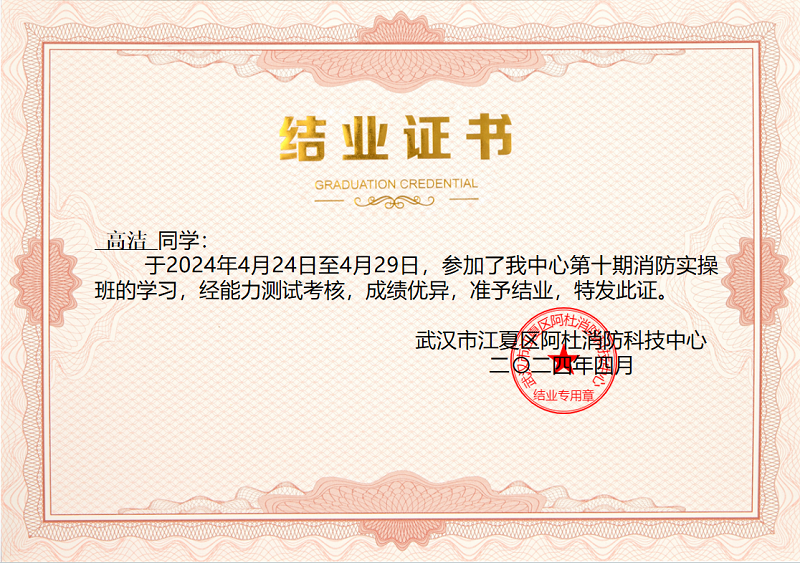 结业证书
GRADUATION CREDENTIAL
高洁 同学：
于2024年4月24日至4月29日，参加了我中心第十期消防实操
班的学习，经能力测试考核，成绩优异，准予结业，特发此证。
武汉市江夏区阿杜消防科技中心
二〇二四年四月
武汉市江夏区阿杜消防科技中心
结业专用章